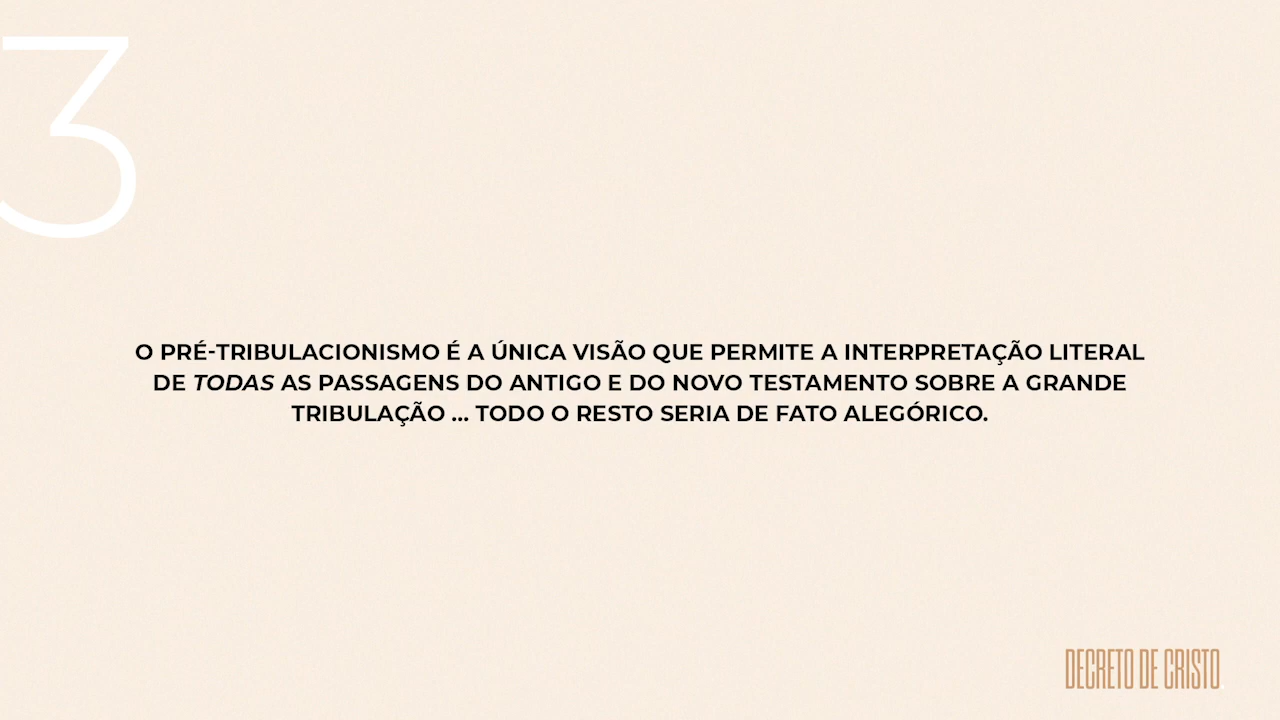 3
O PRÉ-TRIBULACIONISMO É A ÚNICA VISÃO QUE PERMITE A INTERPRETAÇÃO LITERAL
DE TODAS AS PASSAGENS DO ANTIGO E DO NOVO TESTAMENTO SOBRE A GRANDE
TRIBULAÇÃO ... TODO O RESTO SERIA DE FATO ALEGÓRICO.
DECRETO DE CRISTO